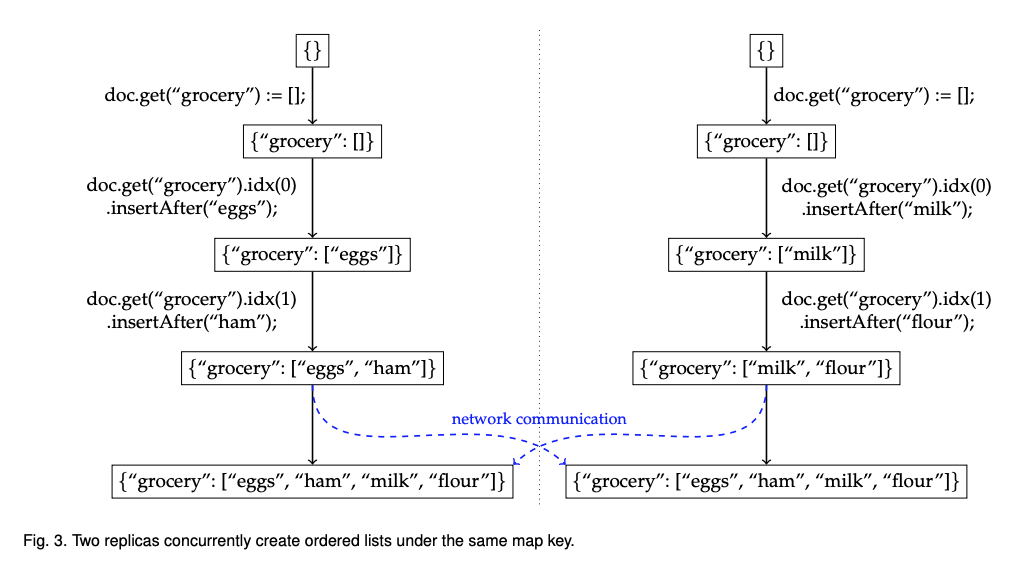 {}
{}
doc.get(“grocery”) := [];
doc.get(“grocery”) := [];
{“grocery”: []}
{“grocery”: []}
doc.get(“grocery”).idx(0)
.insertAfter(“eggs”);
doc.get(“grocery”).idx(0)
.insertAfter(“milk”);
{“grocery”: [“eggs”]}
{“grocery”: [“milk”]}
doc.get(“grocery”).idx(1)
.insertAfter(“ham”);
doc.get(“grocery”).idx(1)
.insertAfter(“flour”);
{“grocery”: [“eggs”, “ham”]}
{“grocery”: [“milk”, “flour”]}
network communication
{“grocery”: [“eggs”, “ham”, “milk”, “flour”]}
{“grocery”: [“eggs”, “ham”, “milk”, “flour”]}
Fig. 3. Two replicas concurrently create ordered lists under the same map key.